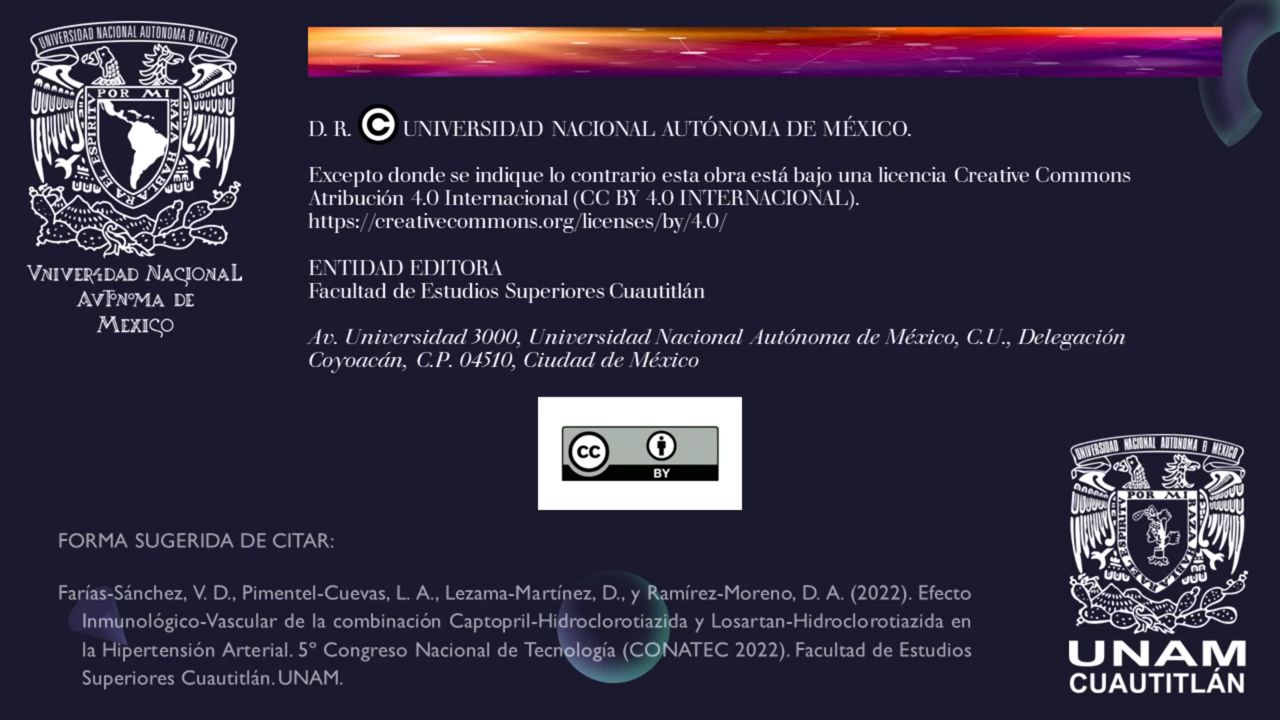 UNIVERSIDAD NACIONAL AUTONOMA D MEXICO
POR MI RAZA HABLARA EL ESPIRITU
VNIVERSDAD NACIONAL
AVTNOMA DE
MEXICO
D. R. © UNIVERSIDAD NACIONAL AUTÓNOMA DE MÉXICO.
Excepto donde se indique lo contrario esta obra está bajo una licencia Creative Commons
Atribución 4.0 Internacional (CC BY 4.0 INTERNACIONAL).
https://creativecommons.org/licenses/by/4.0/
ENTIDAD EDITORA
Facultad de Estudios Superiores Cuautitlán
Av. Universidad 3000, Universidad Nacional Autónoma de México, C.U., Delegación
Coyoacán, C.P. 04510, Ciudad de México
CC
BY
FORMA SUGERIDA DE CITAR:
Farías-Sánchez, V. D., Pimentel-Cuevas, L. A., Lezama-Martínez, D., y Ramírez-Moreno, D. A. (2022). Efecto
Inmunológico-Vascular de la combinación Captopril-Hidroclorotiazida y Losartan-Hidroclorotiazida en
la Hipertensión Arterial. 5º Congreso Nacional de Tecnología (CONATEC 2022). Facultad de Estudios
Superiores Cuautitlán. UNAM.
UNIVERSIDAD NACIONAL AUTONOMA D MEXICO
POR MI RAZA HABLARA EL ESPIRITU
UNAM
CUAUTITLÁN